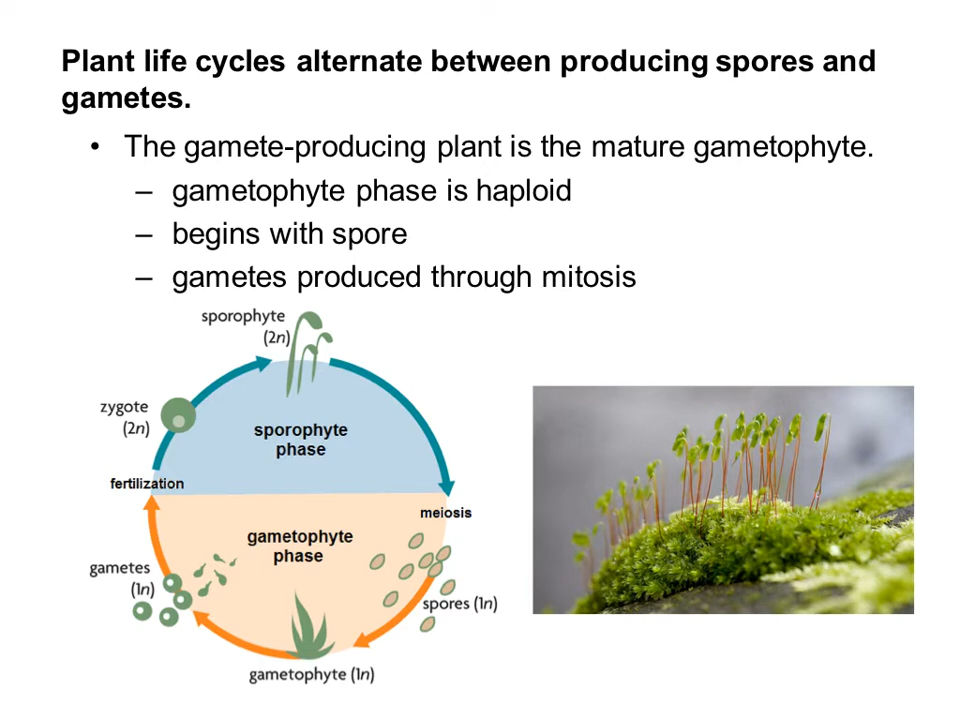 Plant life cycles alternate between producing spores and
gametes.
• The gamete-producing plant is the mature gametophyte.
– gametophyte phase is haploid
– begins with spore
– gametes produced through mitosis
sporophyte
(2n)
zygote
(2n)
sporophyte
phase
fertilization
meiosis
gametophyte
phase
gametes
(1n)
spores (1n)
gametophyte (1n)